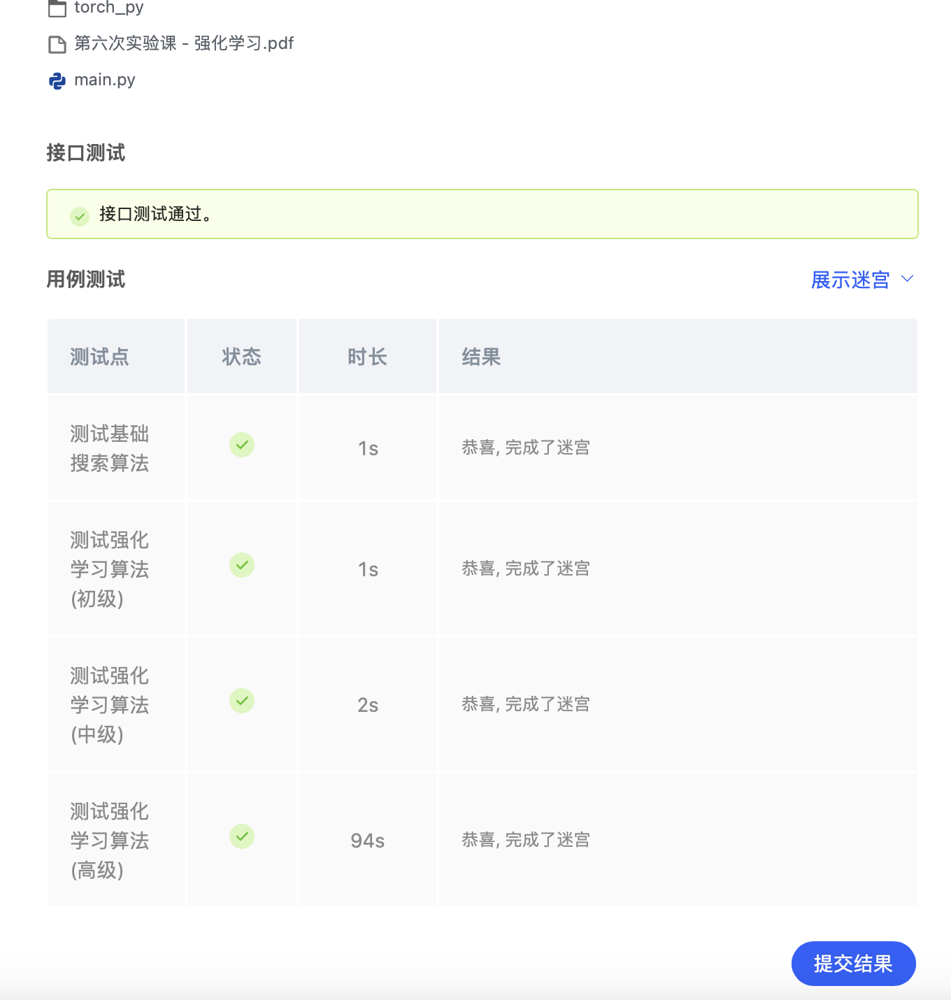 torch_py
第六次实验课 - 强化学习.pdf
main.py
接口测试
接口测试通过。
用例测试
展示迷宫
测试点 状态 时长 结果
测试基础
搜索算法
1s
恭喜, 完成了迷宫
测试强化
学习算法
(初级)
1s
恭喜, 完成了迷宫
测试强化
学习算法
(中级)
2s
恭喜, 完成了迷宫
测试强化
学习算法
(高级)
94s
恭喜, 完成了迷宫
提交结果